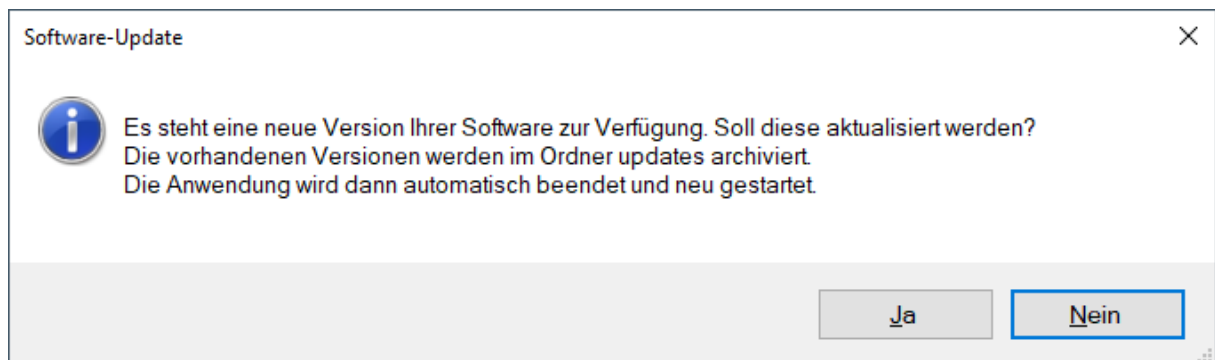 Software-Update
Es steht eine neue Version Ihrer Software zur Verfügung. Soll diese aktualisiert werden?
Die vorhandenen Versionen werden im Ordner updates archiviert.
Die Anwendung wird dann automatisch beendet und neu gestartet.
Ja
Nein